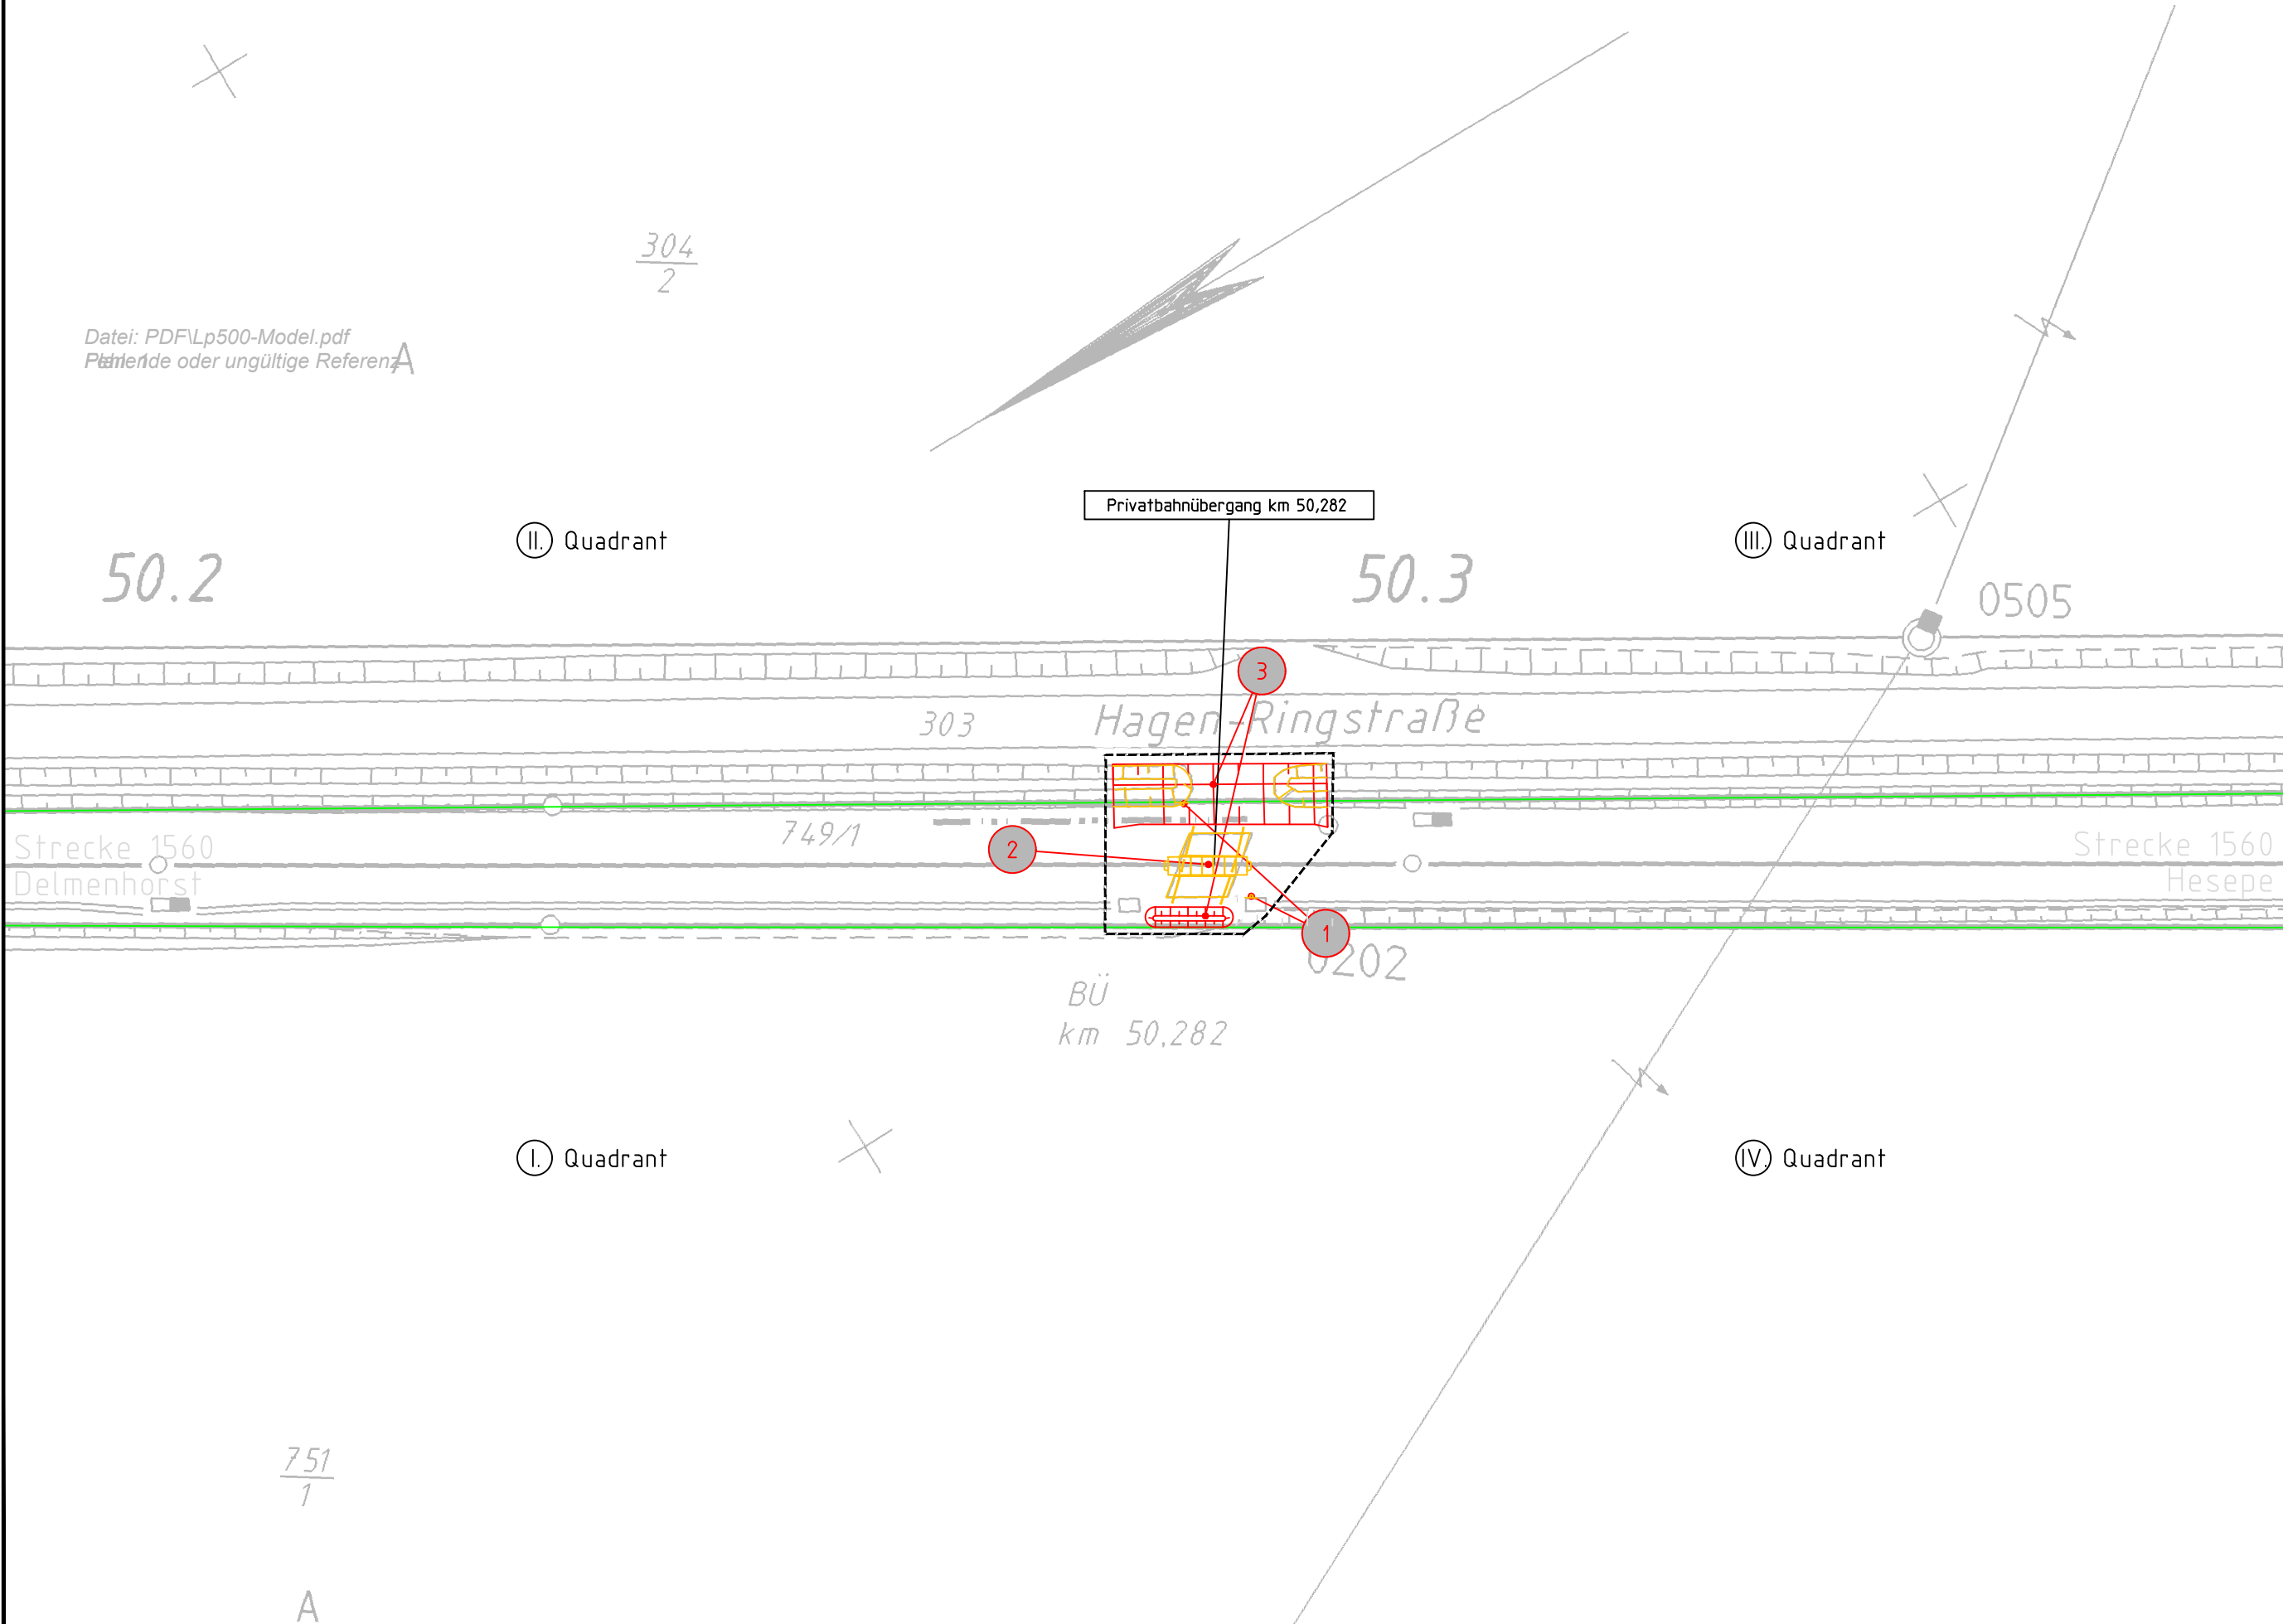 304
2
Datei: PDF\Lp500-Model.pdf
oder ungültige Referenz
A
Privatbahnübergang km 50,282
II. Quadrant
III. Quadrant
50.2
50.3
0505
3
303
Hagen-Ringstraße
749/1
2
Strecke 1560
Delmenhorst
Strecke 1560
Hesepe
1
0202
BÜ
km 50,282
I. Quadrant
IV. Quadrant
751
1
A